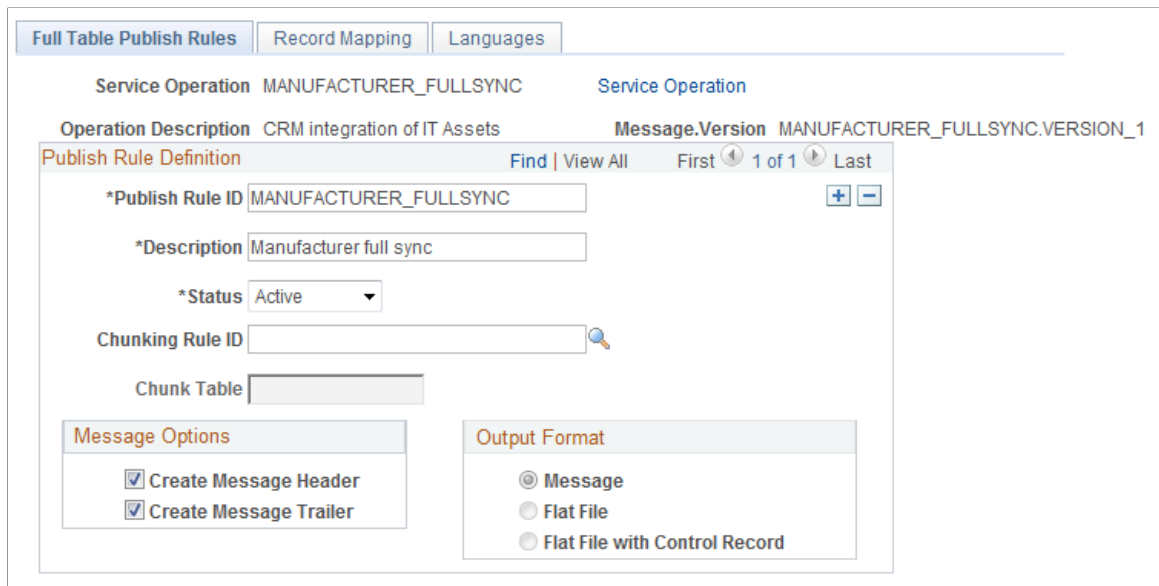 Full Table Publish Rules Record Mapping Languages
Service Operation MANUFACTURER_FULLSYNC Service Operation
Operation Description CRM integration of IT Assets Message.Version MANUFACTURER_FULLSYNC.VERSION_1
Publish Rule Definition Find | View All First 1 of 1 Last
*Publish Rule ID MANUFACTURER_FULLSYNC
*Description Manufacturer full sync
*Status Active
Chunking Rule ID
Chunk Table
Message Options Output Format
Create Message Header Message
Create Message Trailer Flat File
Flat File with Control Record